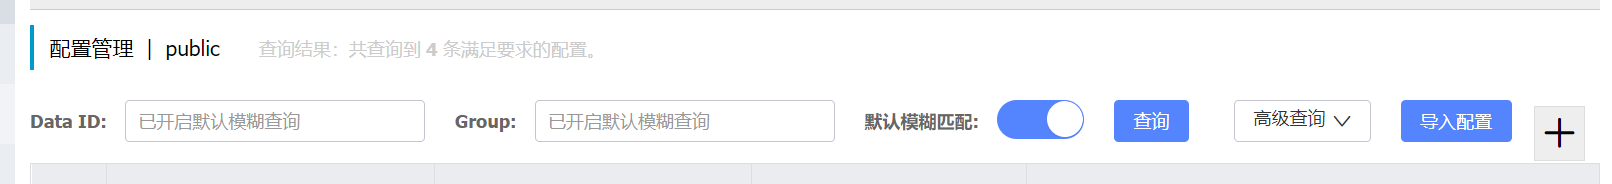 配置管理 | public 查询结果：共查询到 4 条满足要求的配置。
Data ID: 已开启默认模糊查询 Group: 已开启默认模糊查询 默认模糊匹配: 查询 高级查询 导入配置